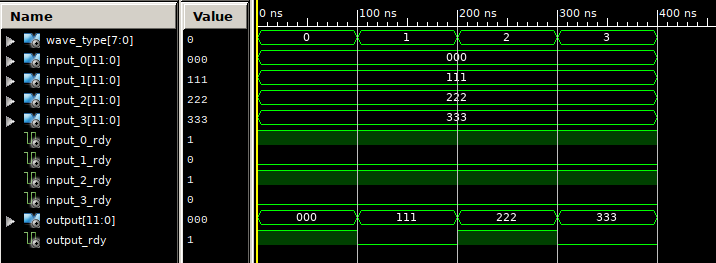 Name Value 0 ns 100 ns 200 ns 300 ns 400 ns
wave_type[7:0] 0 0 1 2 3
input_0[11:0] 000 000
input_1[11:0] 111 111
input_2[11:0] 222 222
input_3[11:0] 333 333
input_0_rdy 1
input_1_rdy 0
input_2_rdy 1
input_3_rdy 0
output[11:0] 000 000 111 222 333
output_rdy 1